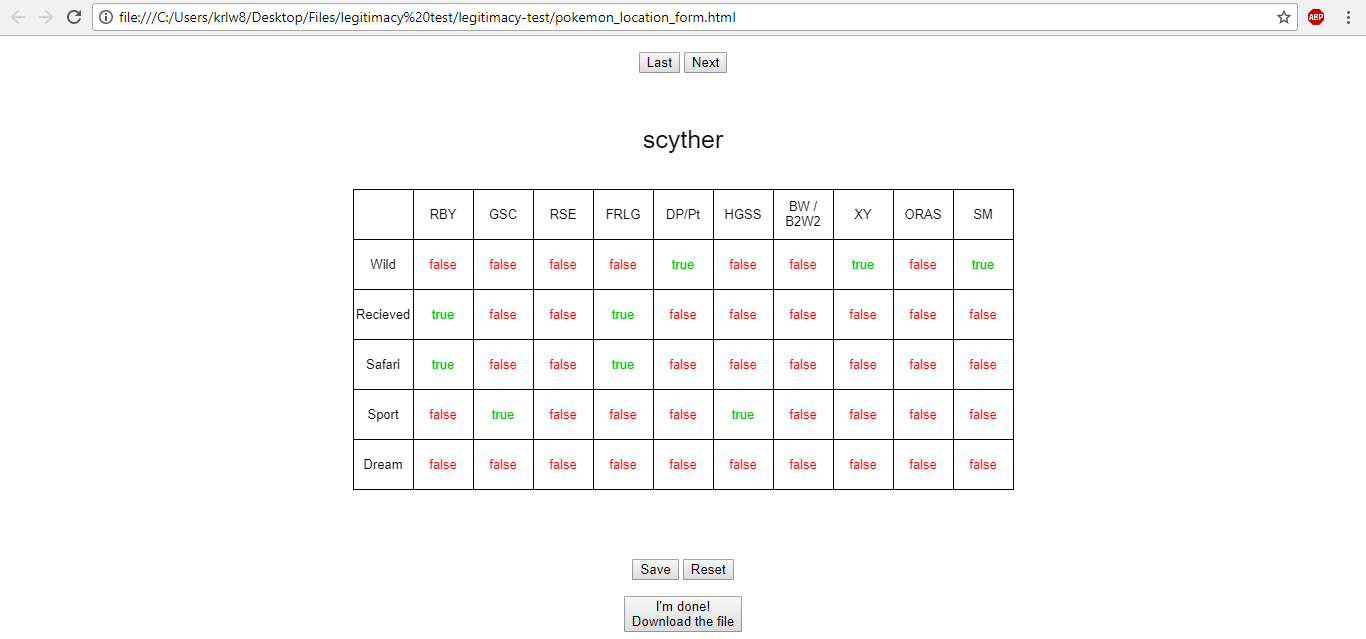 file:///C:/Users/krlw8/Desktop/Files/legitimacy%20test/legitimacy-test/pokemon_location_form.html
ABP
Last Next
scyther
RBY GSC RSE FRLG DP/Pt HGSS BW / B2W2 XY ORAS SM
Wild false false false false true false false true false true
Recieved true false false true false false false false false false
Safari true false false true false false false false false false
Sport false true false false false true false false false false
Dream false false false false false false false false false false
Save Reset
I'm done!
Download the file